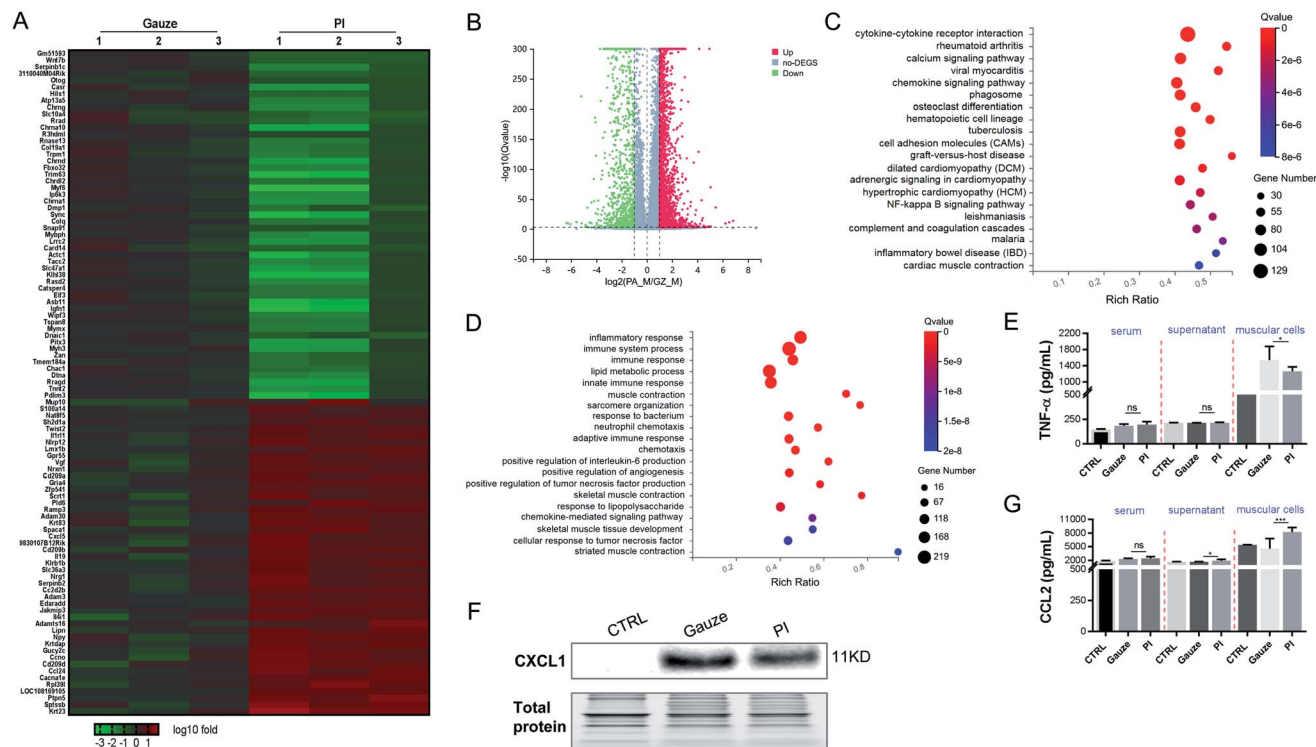 A
Gauze
PI
1 2 3 1 2 3
Gm51593
Wnt7b
Serpinb1c
3110040M04Rik
Otog
Casr
Hils1
Atp13a5
Chrng
Slc10a4
Rrad
Chrna10
R3hdml
Rnase13
Col19a1
Trpm1
Chrnd
Fbxo32
Trim63
Chrdl2
Myf6
Ip6k3
Chrna1
Dmp1
Sync
Colq
Snap91
Mybph
Lrrc2
Card14
Actc1
Tacc2
Slc47a1
Klhl38
Rasd2
Catsper4
Elf3
Asb11
Igfn1
Wipf3
Tspan8
Mymx
Dnaic1
Pitx3
Myh3
Zan
Tmem184a
Chac1
Dtna
Rragd
Tnnt2
Pdlim3
Mup10
S100a14
Nat8f5
Sh2d1a
Twist2
Il1rl1
Nlrp12
Lmx1b
Gpr55
Vgf
Nrxn1
Cd209a
Gria4
Zfp541
Scrt1
Pld6
Ramp3
Adam30
Krt83
Spaca1
Cxcl5
9830107B12Rik
Cd209b
Il19
Klrb1b
Slc36a3
Nrg1
Serpinb2
Cc2d2b
Adam3
Edaradd
Jakmip3
Adamts16
Lipn
Npy
Krtdap
Gucy2c
Ccno
Cd209d
Ccl24
Cacna1e
Rpl39l
LOC108169105
Ptpn5
Sptssb
Krt23
-3 -2 -1 0 1
log10 fold
B
300
250
200
150
100
50
0
-50
-log10(Qvalue)
-8 -6 -4 -2 0 2 4 6 8
log2(PA_M/GZ_M)
Up
no-DEGS
Down
C
cytokine-cytokine receptor interaction
rheumatoid arthritis
calcium signaling pathway
viral myocarditis
chemokine signaling pathway
phagosome
osteoclast differentiation
hematopoietic cell lineage
tuberculosis
cell adhesion molecules (CAMs)
graft-versus-host disease
dilated cardiomyopathy (DCM)
adrenergic signaling in cardiomyopathy
hypertrophic cardiomyopathy (HCM)
NF-kappa B signaling pathway
leishmaniasis
complement and coagulation cascades
malaria
inflammatory bowel disease (IBD)
cardiac muscle contraction
0.1 0.2 0.3 0.4 0.5
Rich Ratio
Qvalue
0
2e-6
4e-6
6e-6
8e-6
Gene Number
30
55
80
104
129
D
inflammatory response
immune system process
immune response
lipid metabolic process
innate immune response
muscle contraction
sarcomere organization
response to bacterium
neutrophil chemotaxis
adaptive immune response
chemotaxis
positive regulation of interleukin-6 production
positive regulation of angiogenesis
positive regulation of tumor necrosis factor production
skeletal muscle contraction
response to lipopolysaccharide
chemokine-mediated signaling pathway
skeletal muscle tissue development
cellular response to tumor necrosis factor
striated muscle contraction
0.2 0.4 0.6 0.8
Rich Ratio
Qvalue
0
5e-9
1e-8
1.5e-8
2e-8
Gene Number
16
67
118
168
219
E
serum supernatant muscular cells
TNF-α (pg/mL)
2200
1800
1400
1000
500
250
0
ns ns *
CTRL Gauze PI CTRL Gauze PI CTRL Gauze PI
F
CTRL Gauze PI
CXCL1
11KD
Total
protein
G
serum supernatant muscular cells
CCL2 (pg/mL)
11000
8000
5000
2000
500
250
0
ns * ***
CTRL Gauze PI CTRL Gauze PI CTRL Gauze PI